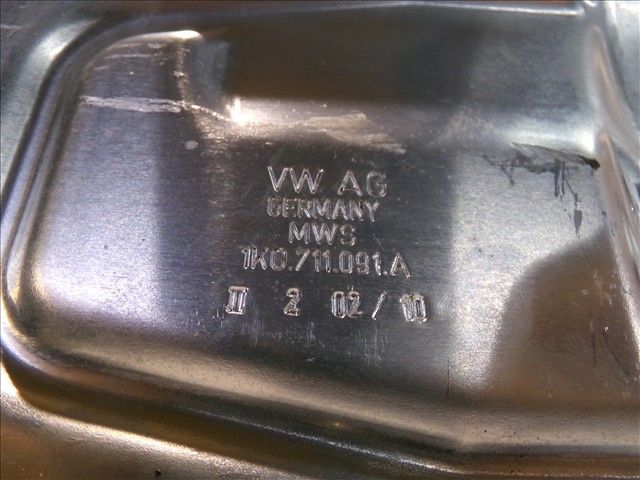 VW AG
GERMANY
MWS
1K0.711.091.A
II 2 02/10